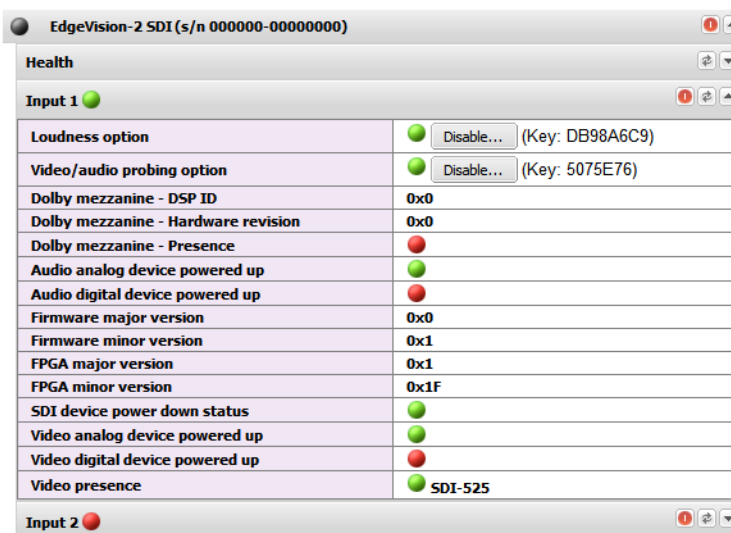 EdgeVision-2 SDI (s/n 000000-00000000)
Health
Input 1
Loudness option Disable... (Key: DB98A6C9)
Video/audio probing option Disable... (Key: 5075E76)
Dolby mezzanine - DSP ID 0x0
Dolby mezzanine - Hardware revision 0x0
Dolby mezzanine - Presence
Audio analog device powered up
Audio digital device powered up
Firmware major version 0x0
Firmware minor version 0x1
FPGA major version 0x1
FPGA minor version 0x1F
SDI device power down status
Video analog device powered up
Video digital device powered up
Video presence SDI-525
Input 2